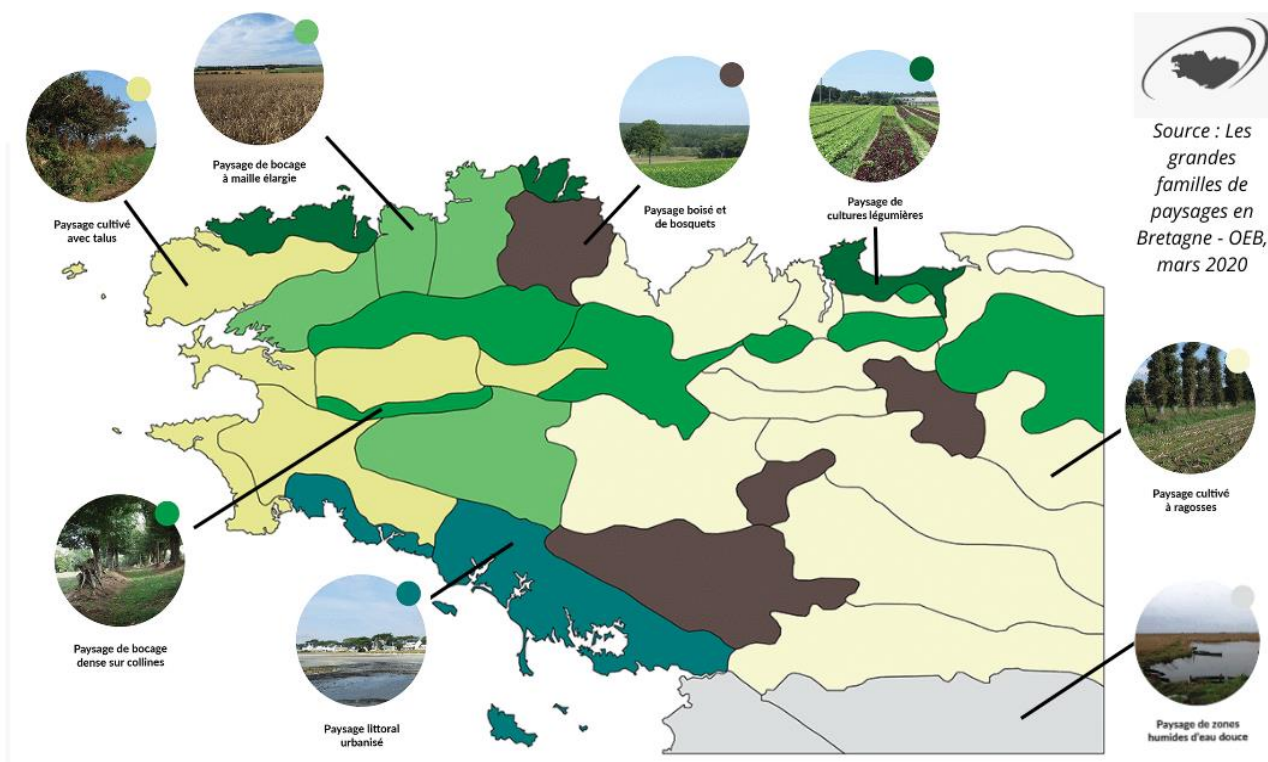 Paysage de bocage
à maille élargie
Paysage cultivé
avec talus
Paysage boisé et
de bosquets
Paysage de
cultures légumières
Source : Les
grandes
familles de
paysages en
Bretagne - OEB,
mars 2020
Paysage cultivé
à ragosses
Paysage de bocage
dense sur collines
Paysage littoral
urbanisé
Paysage de zones
humides d'eau douce